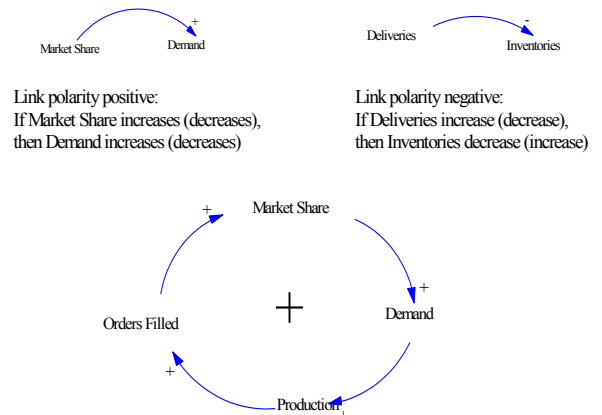 +
Market Share
Demand
-
Deliveries
Inventories
Link polarity positive:
If Market Share increases (decreases),
then Demand increases (decreases)
Link polarity negative:
If Deliveries increase (decrease),
then Inventories decrease (increase)
+
Market Share
+
Demand
+
Orders Filled
+
Production